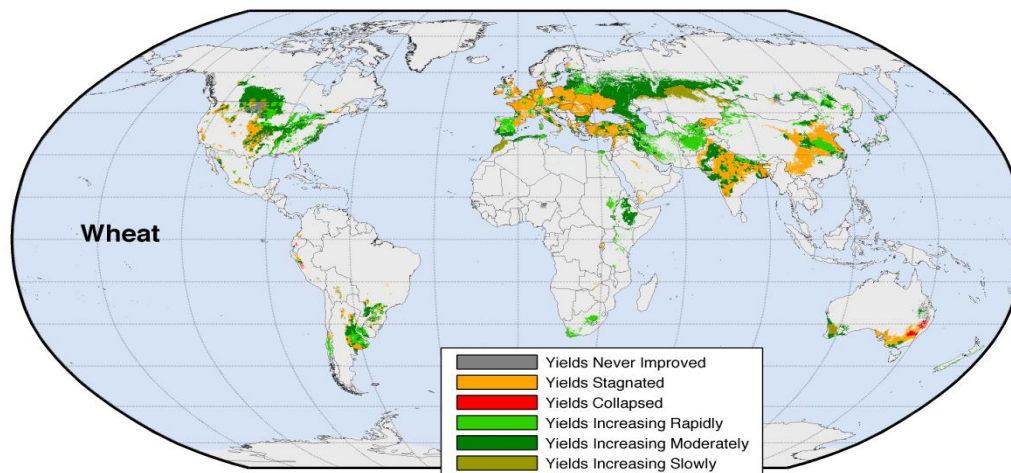 Wheat
Yields Never Improved
Yields Stagnated
Yields Collapsed
Yields Increasing Rapidly
Yields Increasing Moderately
Yields Increasing Slowly